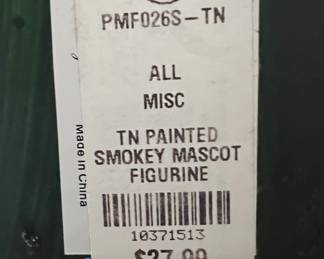 PMF026S-TN
ALL
MISC
TN PAINTED
SMOKEY MASCOT
FIGURINE
10371513
Made in China